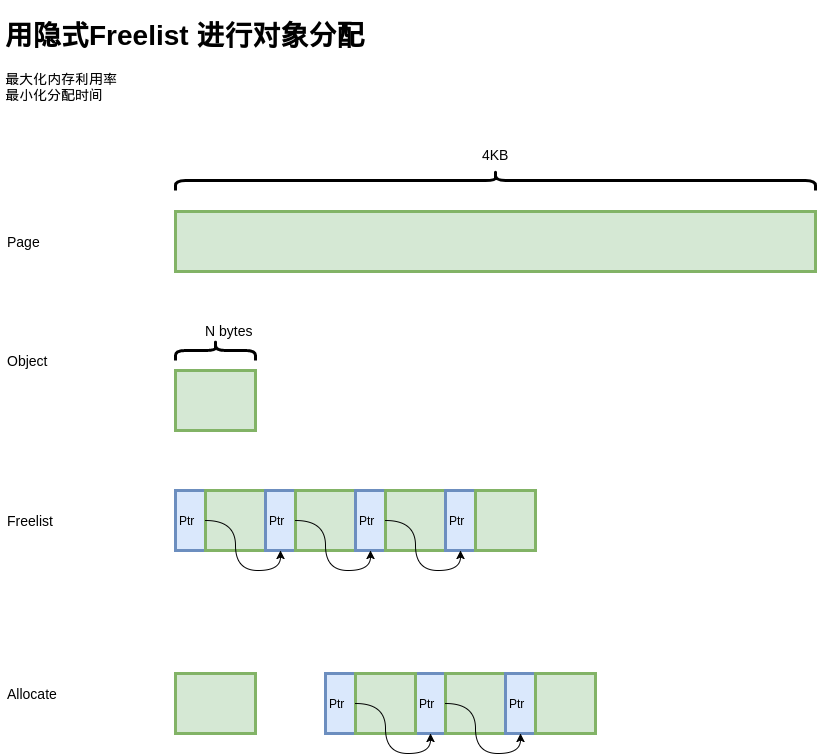 用隐式Freelist 进行对象分配
最大化内存利用率
最小化分配时间
4KB
Page
N bytes
Object
Freelist
Ptr
Ptr
Ptr
Ptr
Allocate
Ptr
Ptr
Ptr